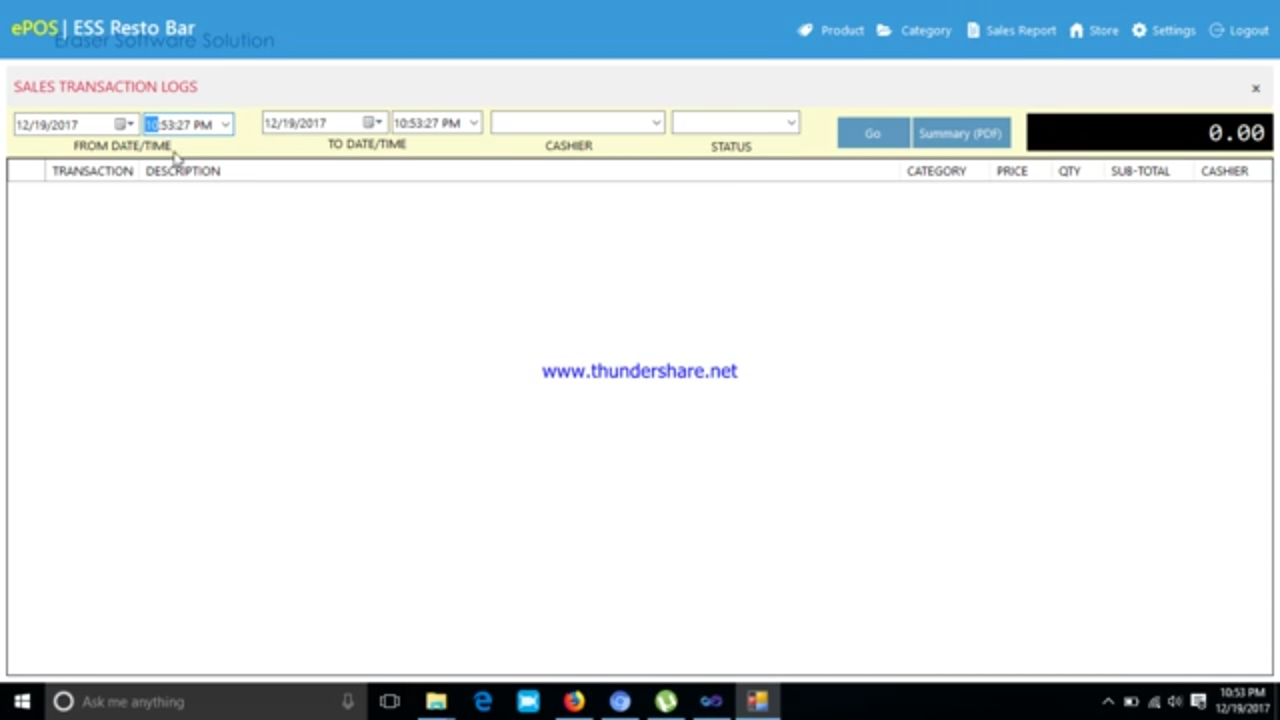 ePOS | ESS Resto Bar
Eraser Software Solution
Product Category Sales Report Store Settings Logout
SALES TRANSACTION LOGS
×
12/19/2017 10:53:27 PM 12/19/2017 10:53:27 PM
Go Summary (PDF) 0.00
FROM DATE/TIME TO DATE/TIME CASHIER STATUS
TRANSACTION DESCRIPTION CATEGORY PRICE QTY SUB-TOTAL CASHIER
www.thundershare.net
Ask me anything
10:53 PM
12/19/2017